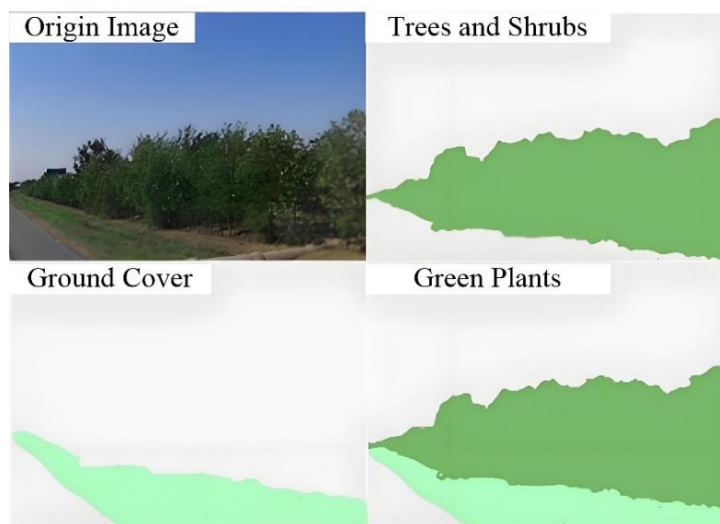 Origin Image
Trees and Shrubs
Ground Cover
Green Plants